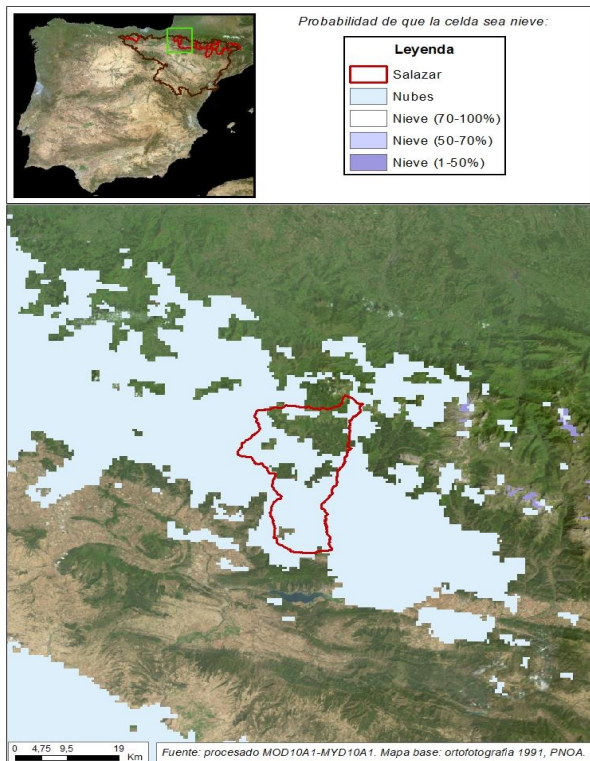 Probabilidad de que la celda sea nieve:
Leyenda
Salazar
Nubes
Nieve (70-100%)
Nieve (50-70%)
Nieve (1-50%)
0 4,75 9,5 19
Km
Fuente: procesado MOD10A1-MYD10A1. Mapa base: ortofotografia 1991, PNOA.